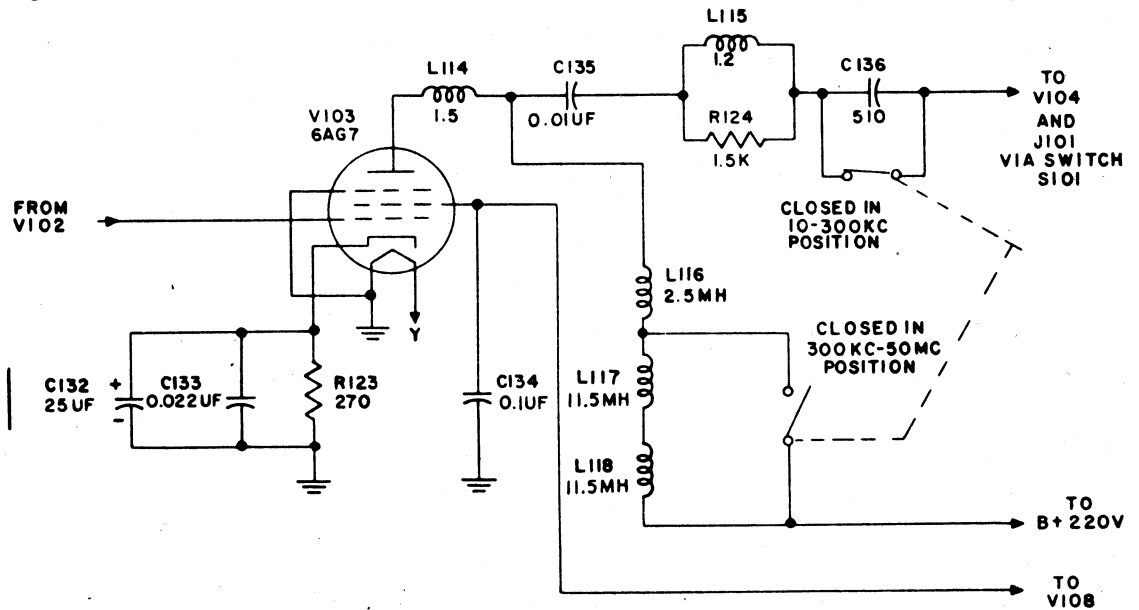 L115
1.2
L114
1.5
C135
0.01UF
C136
510
R124
1.5K
TO
V104
AND
J101
VIA SWITCH
S101
V103
6AG7
FROM
V102
CLOSED IN
10-300KC
POSITION
Y
L116
2.5MH
CLOSED IN
300KC-50MC
POSITION
C132
25UF
+
-
C133
0.022UF
R123
270
C134
0.1UF
L117
11.5MH
L118
11.5MH
TO
B+220V
TO
V108